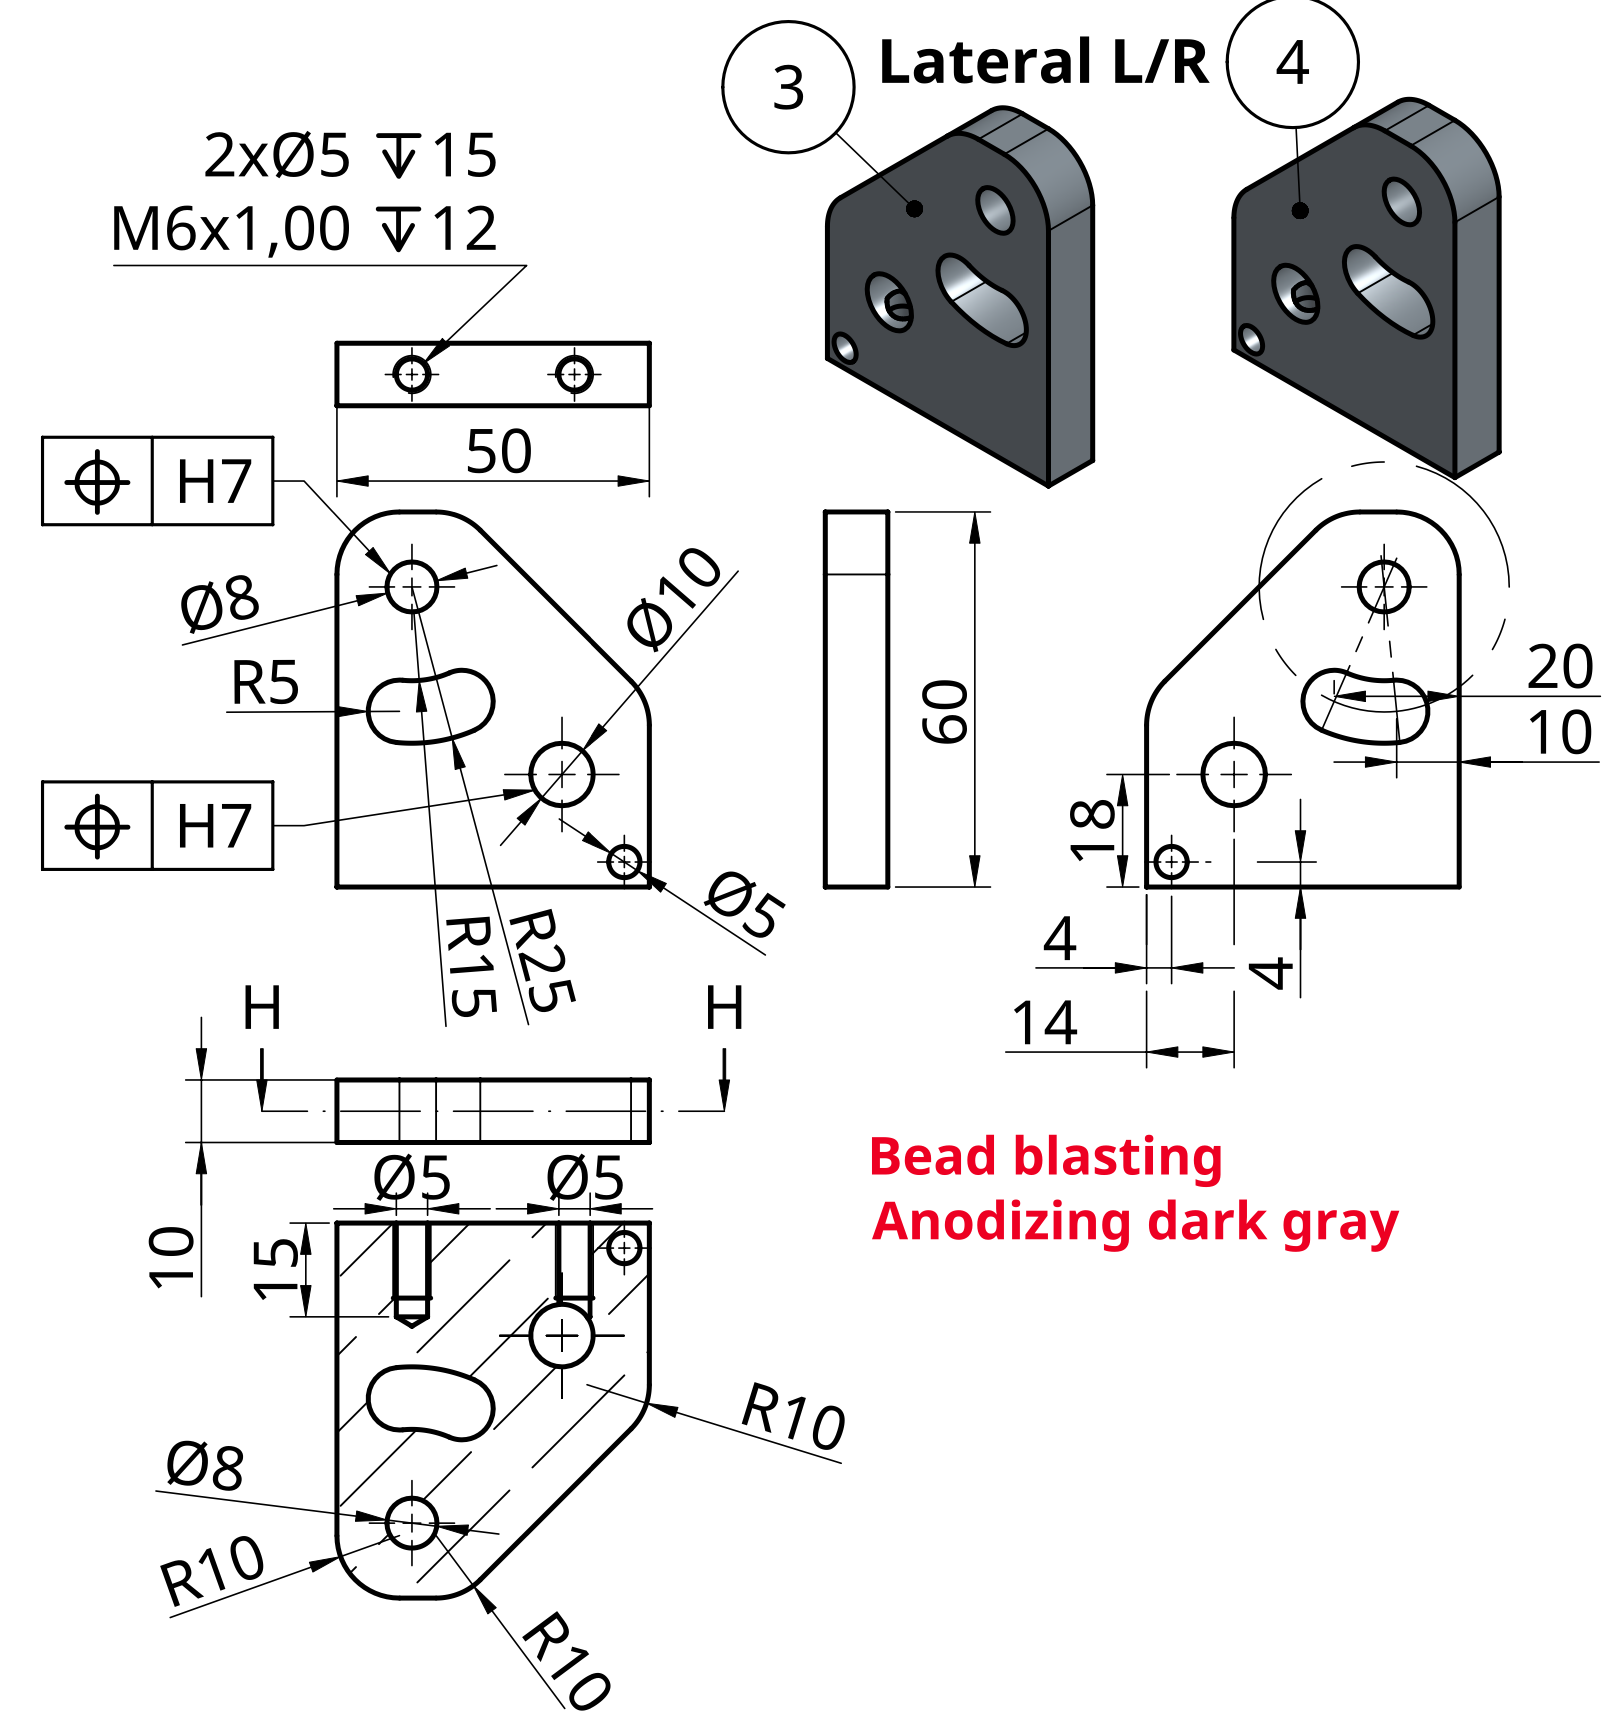 3
Lateral L/R
4
2xØ5 ↧15
M6x1,00 ↧12
50
H7
Ø8
Ø10
R5
H7
Ø5
R15
R25
60
20
10
18
4
4
14
H
H
10
Bead blasting
Anodizing dark gray
Ø5
Ø5
15
R10
Ø8
R10
R10